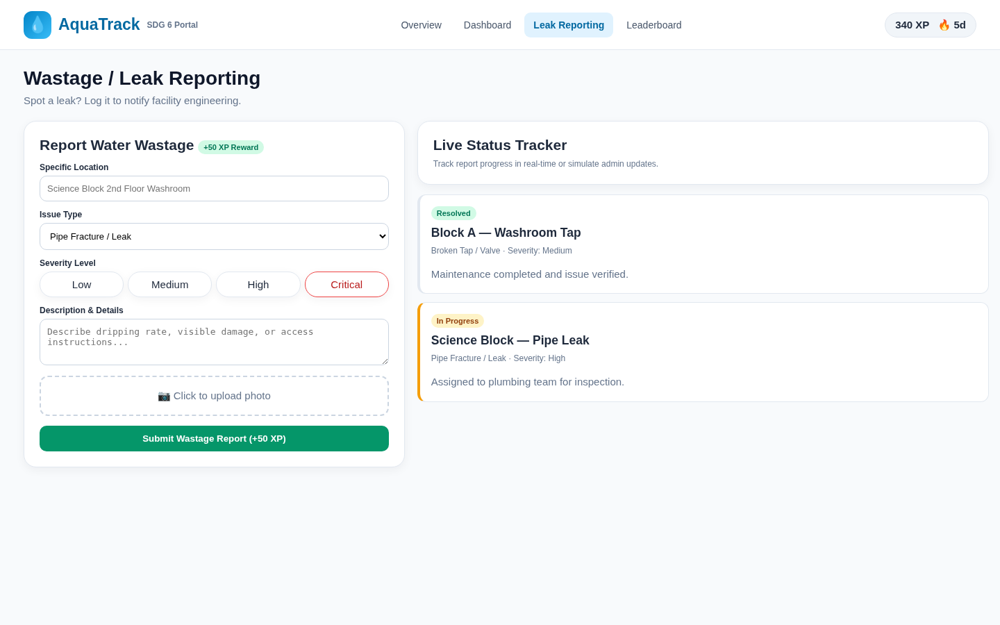 💧 AquaTrack SDG 6 Portal
Overview
Dashboard
Leak Reporting
Leaderboard
340 XP 🔥 5d
Wastage / Leak Reporting
Spot a leak? Log it to notify facility engineering.
Report Water Wastage +50 XP Reward
Specific Location
Science Block 2nd Floor Washroom
Issue Type
Pipe Fracture / Leak
Severity Level
Low
Medium
High
Critical
Description & Details
Describe dripping rate, visible damage, or access
instructions...
📷 Click to upload photo
Submit Wastage Report (+50 XP)
Live Status Tracker
Track report progress in real-time or simulate admin updates.
Resolved
Block A — Washroom Tap
Broken Tap / Valve · Severity: Medium
Maintenance completed and issue verified.
In Progress
Science Block — Pipe Leak
Pipe Fracture / Leak · Severity: High
Assigned to plumbing team for inspection.